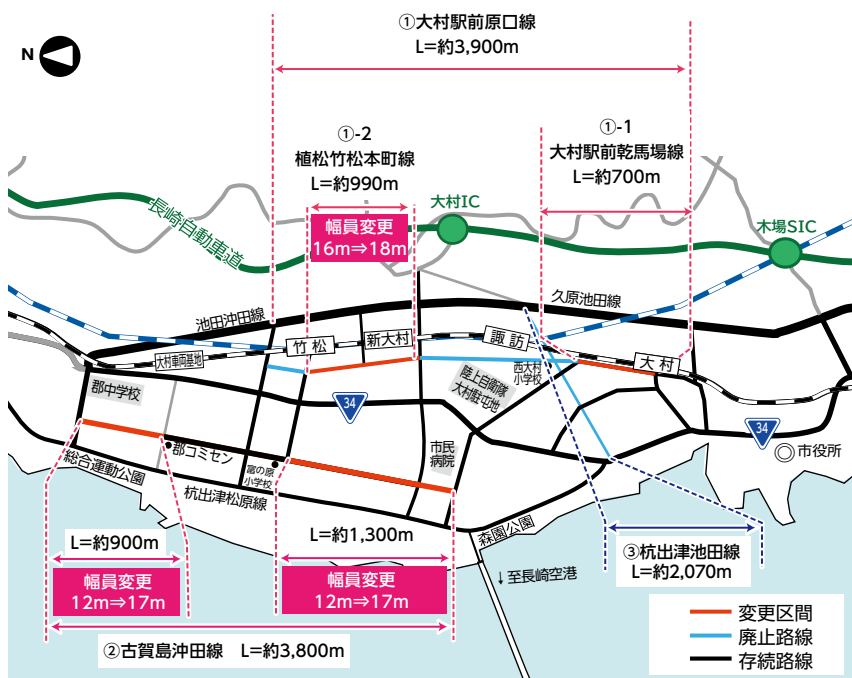 ①大村駅前原口線
L=約3,900m
N
①-2
植松竹松本町線
L=約990m
①-1
大村駅前乾馬場線
L=約700m
幅員変更
16m⇒18m
大村IC
木場SIC
長崎自動車道
久原池田線
池田沖田線
大村車両基地
竹松
新大村
諏訪
大村
西大村
小学校
陸上自衛隊
大村駐屯地
郡中学校
34
34
市役所
郡コミセン
富の原
小学校
市民
病院
総合運動公園
杭出津松原線
森園公園
L=約900m
幅員変更
12m⇒17m
L=約1,300m
幅員変更
12m⇒17m
↓至長崎空港
③杭出津池田線
L=約2,070m
②古賀島沖田線 L=約3,800m
変更区間
廃止路線
存続路線